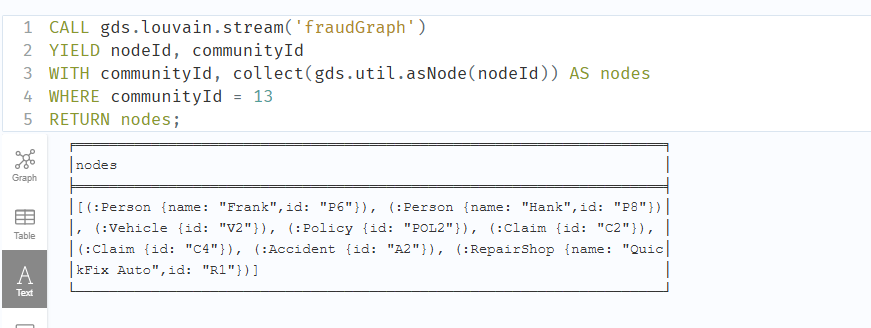 1 CALL gds.louvain.stream('fraudGraph')
2 YIELD nodeId, communityId
3 WITH communityId, collect(gds.util.asNode(nodeId)) AS nodes
4 WHERE communityId = 13
5 RETURN nodes;
Graph
Table
A
Text
nodes
[(:Person {name: "Frank",id: "P6"}), (:Person {name: "Hank",id: "P8"})
, (:Vehicle {id: "V2"}), (:Policy {id: "POL2"}), (:Claim {id: "C2"}),
(:Claim {id: "C4"}), (:Accident {id: "A2"}), (:RepairShop {name: "Quic
kFix Auto",id: "R1"})]